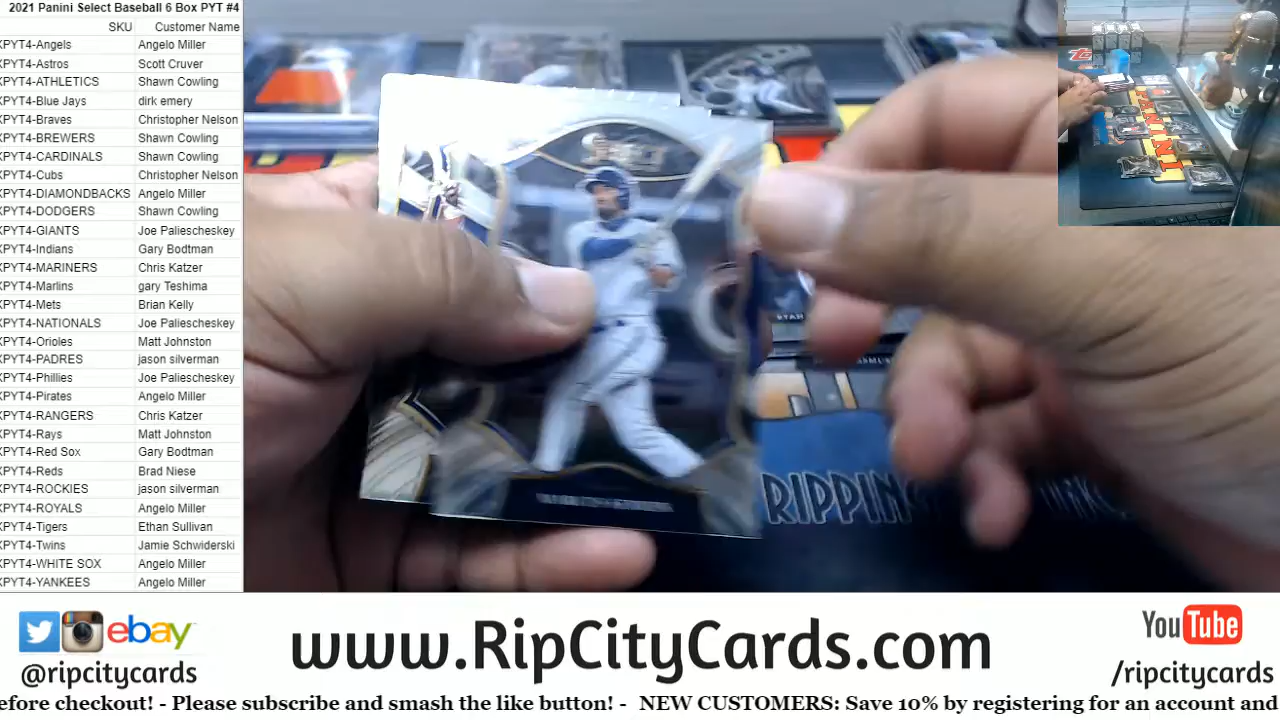 2021 Panini Select Baseball 6 Box PYT #4
SKU Customer Name
XPYT4-Angels Angelo Miller
XPYT4-Astros Scott Cruver
XPYT4-ATHLETICS Shawn Cowling
XPYT4-Blue Jays dirk emery
XPYT4-Braves Christopher Nelson
XPYT4-BREWERS Shawn Cowling
XPYT4-CARDINALS Shawn Cowling
XPYT4-Cubs Christopher Nelson
XPYT4-DIAMONDBACKS Angelo Miller
XPYT4-DODGERS Shawn Cowling
XPYT4-GIANTS Joe Paliescheskey
XPYT4-Indians Gary Bodtman
XPYT4-MARINERS Chris Katzer
XPYT4-Marlins gary Teshima
XPYT4-Mets Brian Kelly
XPYT4-NATIONALS Joe Paliescheskey
XPYT4-Orioles Matt Johnston
XPYT4-PADRES jason silverman
XPYT4-Phillies Joe Paliescheskey
XPYT4-Pirates Angelo Miller
XPYT4-RANGERS Chris Katzer
XPYT4-Rays Matt Johnston
XPYT4-Red Sox Gary Bodtman
XPYT4-Reds Brad Niese
XPYT4-ROCKIES jason silverman
XPYT4-ROYALS Angelo Miller
XPYT4-Tigers Ethan Sullivan
XPYT4-Twins Jamie Schwiderski
XPYT4-WHITE SOX Angelo Miller
XPYT4-YANKEES Angelo Miller
PANINI
RIPPIN
ebay
@ripcitycards
www.RipCityCards.com
YouTube
/ripcitycards
efore checkout! - Please subscribe and smash the like button! - NEW CUSTOMERS: Save 10% by registering for an account and